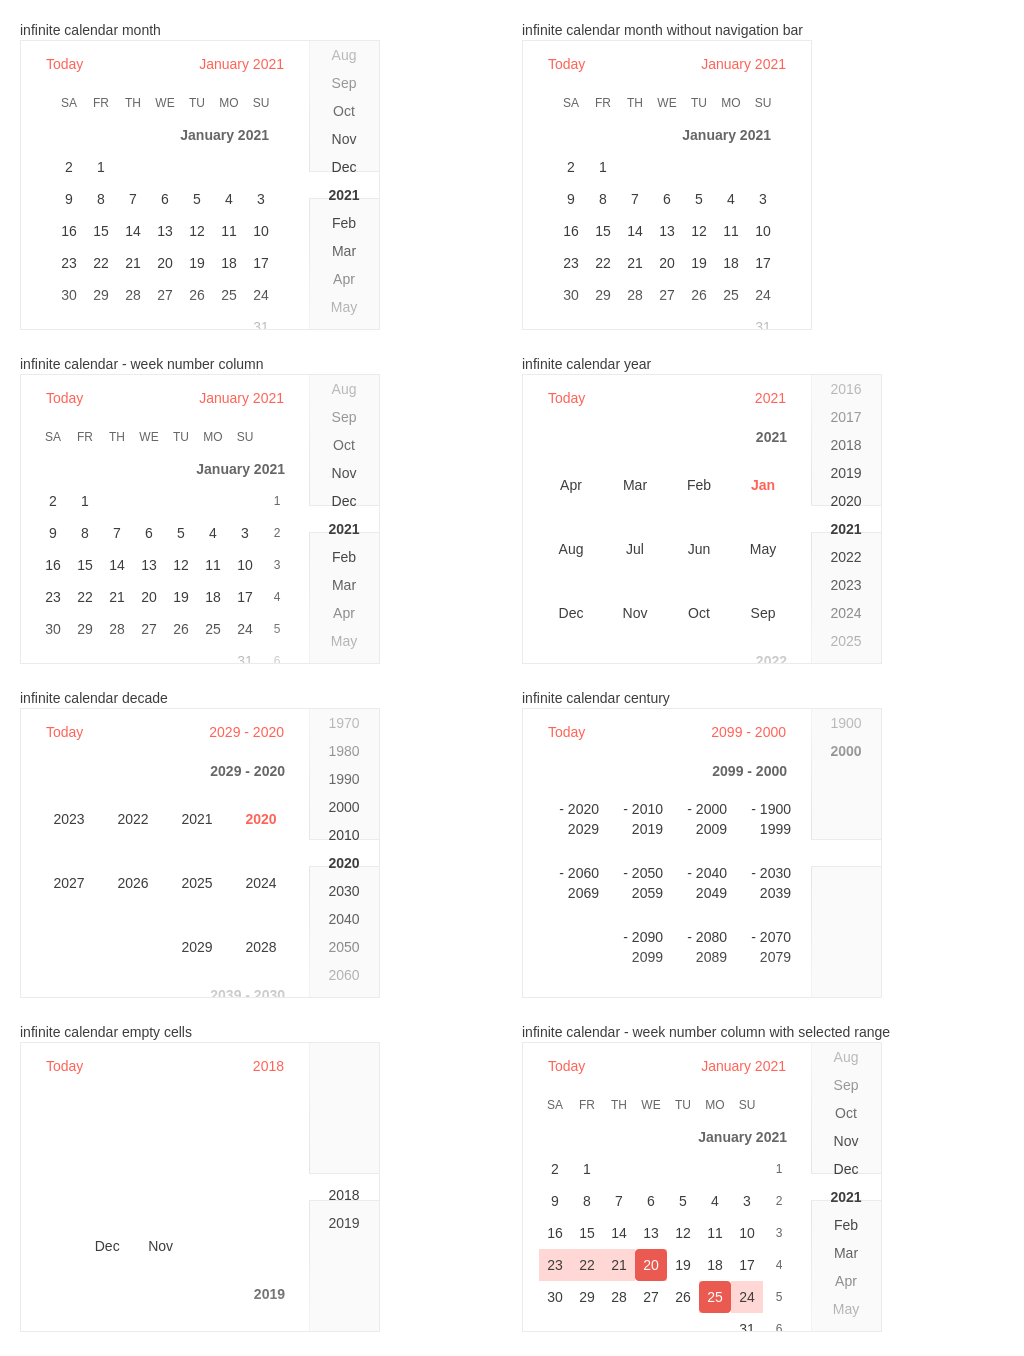 infinite calendar month
Today January 2021
SA FR TH WE TU MO SU
January 2021
2 1
9 8 7 6 5 4 3
16 15 14 13 12 11 10
23 22 21 20 19 18 17
30 29 28 27 26 25 24
31
Aug
Sep
Oct
Nov
Dec
2021
Feb
Mar
Apr
May
infinite calendar month without navigation bar
Today January 2021
SA FR TH WE TU MO SU
January 2021
2 1
9 8 7 6 5 4 3
16 15 14 13 12 11 10
23 22 21 20 19 18 17
30 29 28 27 26 25 24
31
infinite calendar - week number column
Today January 2021
SA FR TH WE TU MO SU
January 2021
2 1 1
9 8 7 6 5 4 3 2
16 15 14 13 12 11 10 3
23 22 21 20 19 18 17 4
30 29 28 27 26 25 24 5
31 6
Aug
Sep
Oct
Nov
Dec
2021
Feb
Mar
Apr
May
infinite calendar year
Today 2021
2021
Apr Mar Feb Jan
Aug Jul Jun May
Dec Nov Oct Sep
2022
2016
2017
2018
2019
2020
2021
2022
2023
2024
2025
infinite calendar decade
Today 2029 - 2020
2029 - 2020
2023 2022 2021 2020
2027 2026 2025 2024
2029 2028
2039 - 2030
1970
1980
1990
2000
2010
2020
2030
2040
2050
2060
infinite calendar century
Today 2099 - 2000
2099 - 2000
- 2020 - 2010 - 2000 - 1900
2029 2019 2009 1999
- 2060 - 2050 - 2040 - 2030
2069 2059 2049 2039
- 2090 - 2080 - 2070
2099 2089 2079
1900
2000
infinite calendar empty cells
Today 2018
Dec Nov
2019
2018
2019
infinite calendar - week number column with selected range
Today January 2021
SA FR TH WE TU MO SU
January 2021
2 1 1
9 8 7 6 5 4 3 2
16 15 14 13 12 11 10 3
23 22 21 20 19 18 17 4
30 29 28 27 26 25 24 5
31 6
Aug
Sep
Oct
Nov
Dec
2021
Feb
Mar
Apr
May